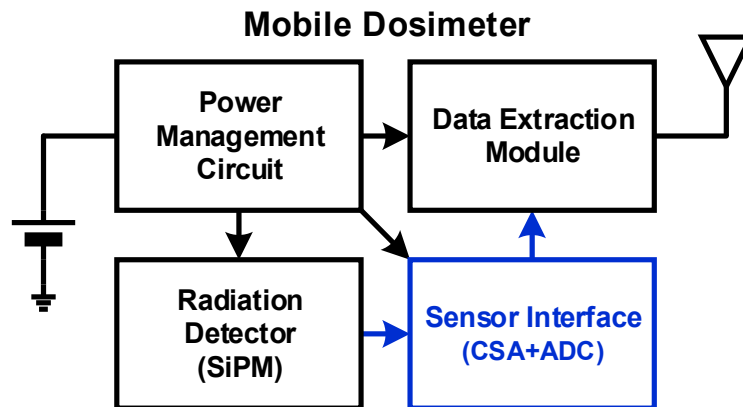 Mobile Dosimeter
Power
Management
Circuit
Data Extraction
Module
Radiation
Detector
(SiPM)
Sensor Interface
(CSA+ADC)